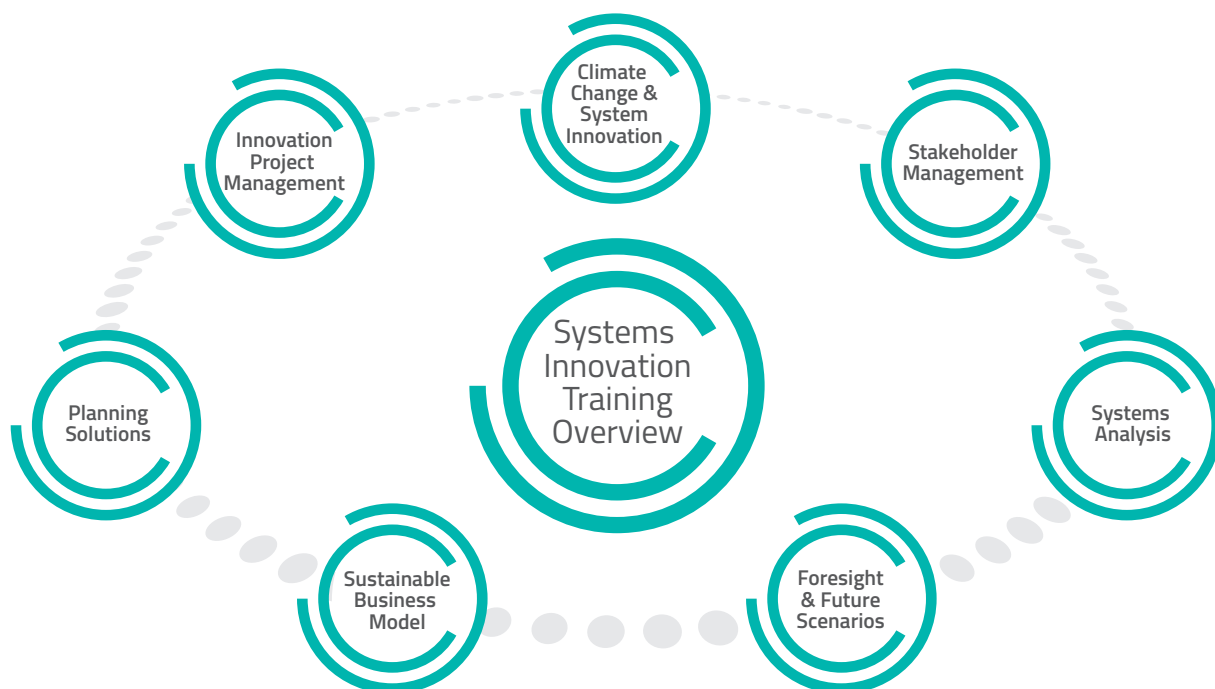 Climate
Change &
System
Innovation
Innovation
Project
Management
Stakeholder
Management
Systems
Innovation
Training
Overview
Planning
Solutions
Systems
Analysis
Sustainable
Business
Model
Foresight
& Future
Scenarios